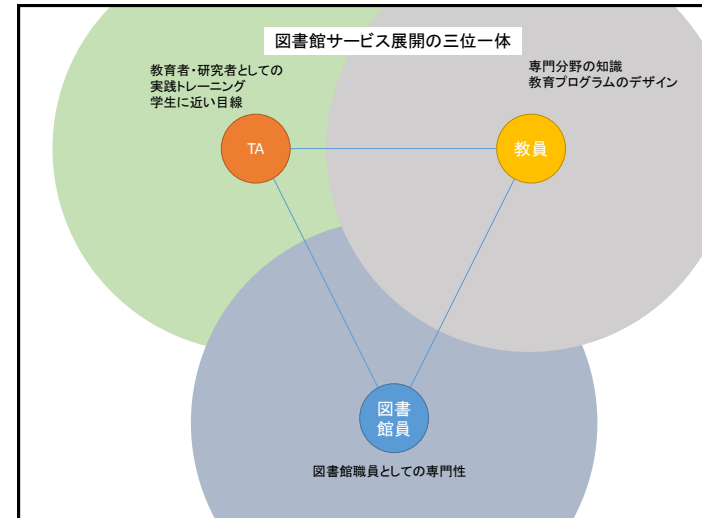 図書館サービス展開の三位一体
教育者・研究者としての
実践トレーニング
学生に近い目線
専門分野の知識
教育プログラムのデザイン
TA
教員
図書
館員
図書館職員としての専門性